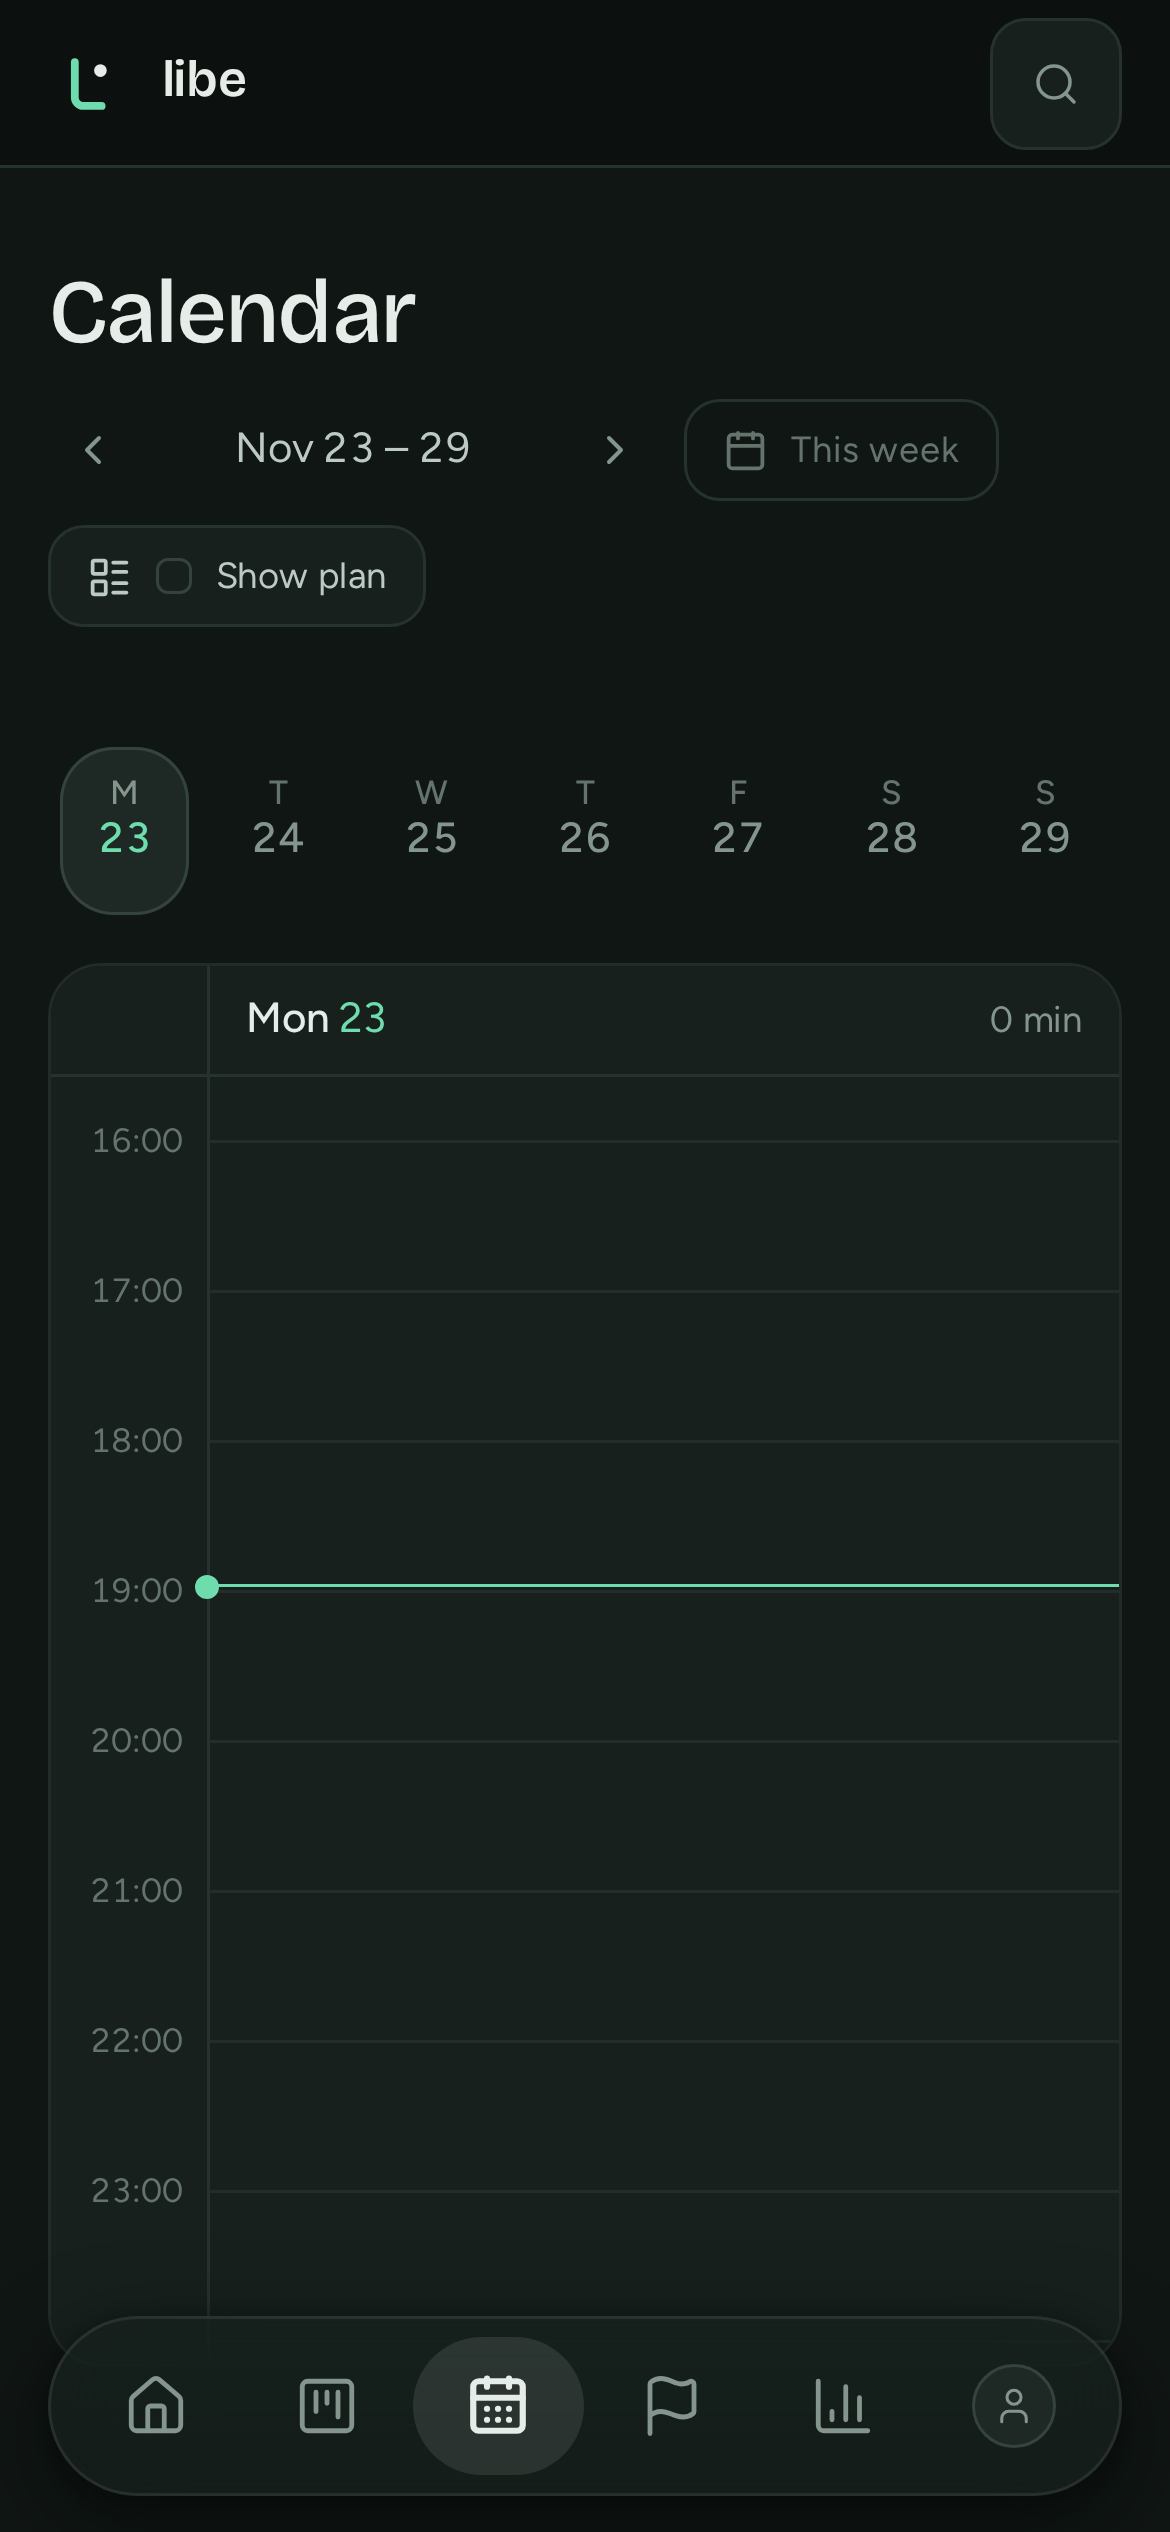 libe
Calendar
Nov 23 – 29
This week
Show plan
M T W T F S S
23 24 25 26 27 28 29
Mon 23 0 min
16:00
17:00
18:00
19:00
20:00
21:00
22:00
23:00